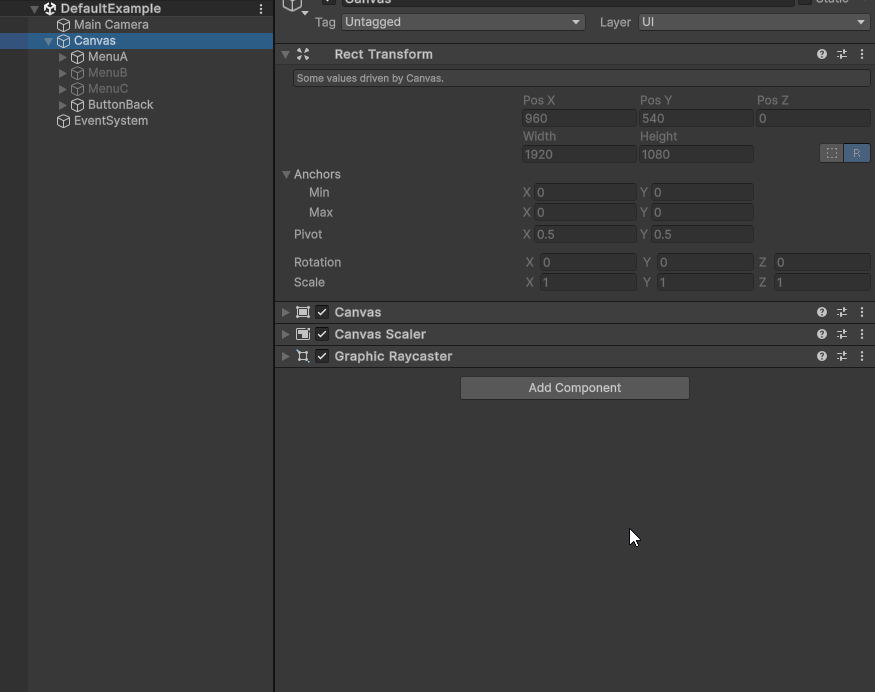 DefaultExample
Main Camera
Canvas
MenuA
MenuB
MenuC
ButtonBack
EventSystem
Canvas Static
Tag Untagged Layer UI
Rect Transform
Some values driven by Canvas.
Pos X Pos Y Pos Z
960 540 0
Width Height
1920 1080
R
Anchors
Min X 0 Y 0
Max X 0 Y 0
Pivot X 0.5 Y 0.5
Rotation X 0 Y 0 Z 0
Scale X 1 Y 1 Z 1
Canvas
Canvas Scaler
Graphic Raycaster
Add Component